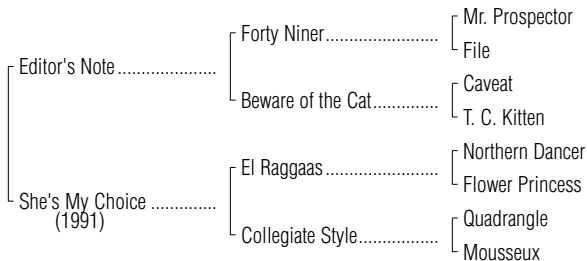 Mr. Prospector
Forty Niner..........................
File
Editor's Note.....................
Caveat
Beware of the Cat...............
T. C. Kitten
Northern Dancer
El Raggaas..........................
Flower Princess
She's My Choice ..............
(1991)
Quadrangle
Collegiate Style..................
Mousseux